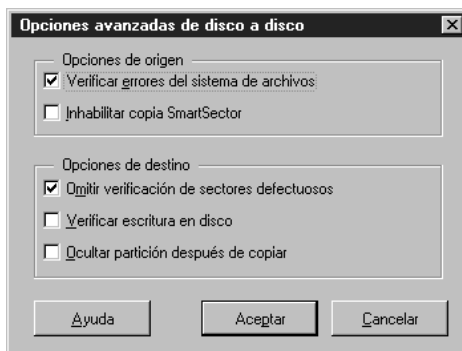 Opciones avanzadas de disco a disco
Opciones de origen
Verificar errores del sistema de archivos
Inhabilitar copia SmartSector
Opciones de destino
Omitir verificación de sectores defectuosos
Verificar escritura en disco
Ocultar partición después de copiar
Ayuda
Aceptar
Cancelar